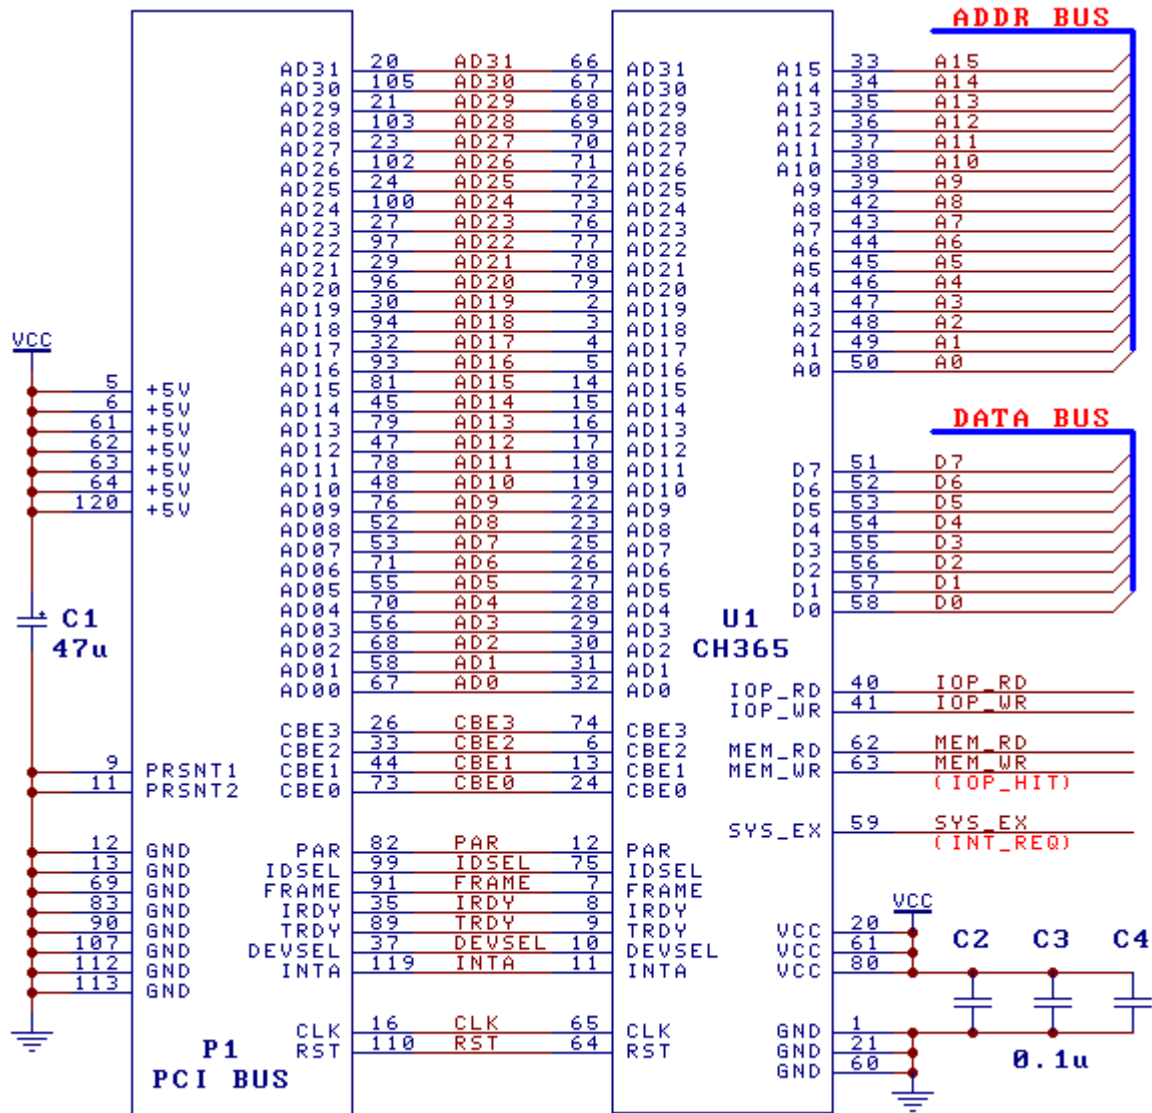 ADDR BUS
AD31 20 AD31 66 AD31 A15 33 A15
AD30 105 AD30 67 AD30 A14 34 A14
AD29 21 AD29 68 AD29 A13 35 A13
AD28 103 AD28 69 AD28 A12 36 A12
AD27 23 AD27 70 AD27 A11 37 A11
AD26 102 AD26 71 AD26 A10 38 A10
AD25 24 AD25 72 AD25 A9 39 A9
AD24 100 AD24 73 AD24 A8 42 A8
AD23 27 AD23 76 AD23 A7 43 A7
AD22 97 AD22 77 AD22 A6 44 A6
AD21 29 AD21 78 AD21 A5 45 A5
AD20 96 AD20 79 AD20 A4 46 A4
AD19 30 AD19 2 AD19 A3 47 A3
AD18 94 AD18 3 AD18 A2 48 A2
VCC AD17 32 AD17 4 AD17 A1 49 A1
AD16 93 AD16 5 AD16 A0 50 A0
5 +5V AD15 81 AD15 14 AD15
6 +5V AD14 45 AD14 15 AD14
61 +5V AD13 79 AD13 16 AD13 DATA BUS
62 +5V AD12 47 AD12 17 AD12
63 +5V AD11 78 AD11 18 AD11 D7 51 D7
64 +5V AD10 48 AD10 19 AD10 D6 52 D6
120 +5V AD09 76 AD9 22 AD9 D5 53 D5
AD08 52 AD8 23 AD8 D4 54 D4
AD07 53 AD7 25 AD7 D3 55 D3
AD06 71 AD6 26 AD6 D2 56 D2
AD05 55 AD5 27 AD5 D1 57 D1
AD04 70 AD4 28 AD4 D0 58 D0
C1 AD03 56 AD3 29 AD3 U1
47u AD02 68 AD2 30 AD2 CH365
AD01 58 AD1 31 AD1
AD00 67 AD0 32 AD0 IOP_RD 40 IOP_RD
IOP_WR 41 IOP_WR
CBE3 26 CBE3 74 CBE3
CBE2 33 CBE2 6 CBE2 MEM_RD 62 MEM_RD
9 PRSNT1 CBE1 44 CBE1 13 CBE1 MEM_WR 63 MEM_WR
11 PRSNT2 CBE0 73 CBE0 24 CBE0 (IOP_HIT)
SYS_EX 59 SYS_EX
12 GND PAR 82 PAR 12 PAR (INT_REQ)
13 GND IDSEL 99 IDSEL 75 IDSEL
69 GND FRAME 91 FRAME 7 FRAME
83 GND IRDY 35 IRDY 8 IRDY VCC
90 GND TRDY 89 TRDY 9 TRDY VCC 20
107 GND DEVSEL 37 DEVSEL 10 DEVSEL VCC 61 C2 C3 C4
112 GND INTA 119 INTA 11 INTA VCC 80
113 GND
CLK 16 CLK 65 CLK GND 1
P1 RST 110 RST 64 RST GND 21
PCI BUS GND 60 0.1u